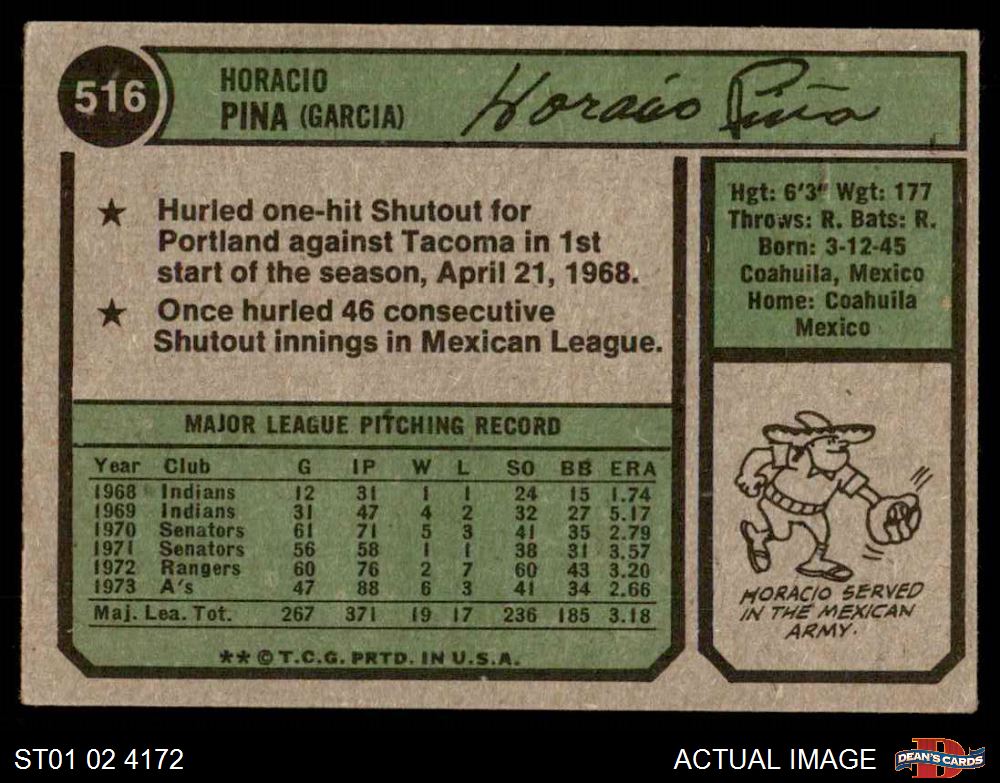 516
HORACIO
PINA (GARCIA)
Horacio Piña
★ Hurled one-hit Shutout for
Portland against Tacoma in 1st
start of the season, April 21, 1968.
★ Once hurled 46 consecutive
Shutout innings in Mexican League.
Hgt: 6'3" Wgt: 177
Throws: R. Bats: R.
Born: 3-12-45
Coahuila, Mexico
Home: Coahuila
Mexico
MAJOR LEAGUE PITCHING RECORD
Year Club G IP W L SO BB ERA
1968 Indians 12 31 1 1 24 15 1.74
1969 Indians 31 47 4 2 32 27 5.17
1970 Senators 61 71 5 3 41 35 2.79
1971 Senators 56 58 1 1 38 31 3.57
1972 Rangers 60 76 2 7 60 43 3.20
1973 A's 47 88 6 3 41 34 2.66
Maj. Lea. Tot. 267 371 19 17 236 185 3.18
** © T.C.G. PRTD. IN U.S.A.
HORACIO SERVED
IN THE MEXICAN
ARMY.
ST01 02 4172
ACTUAL IMAGE
D
DEAN'S CARDS